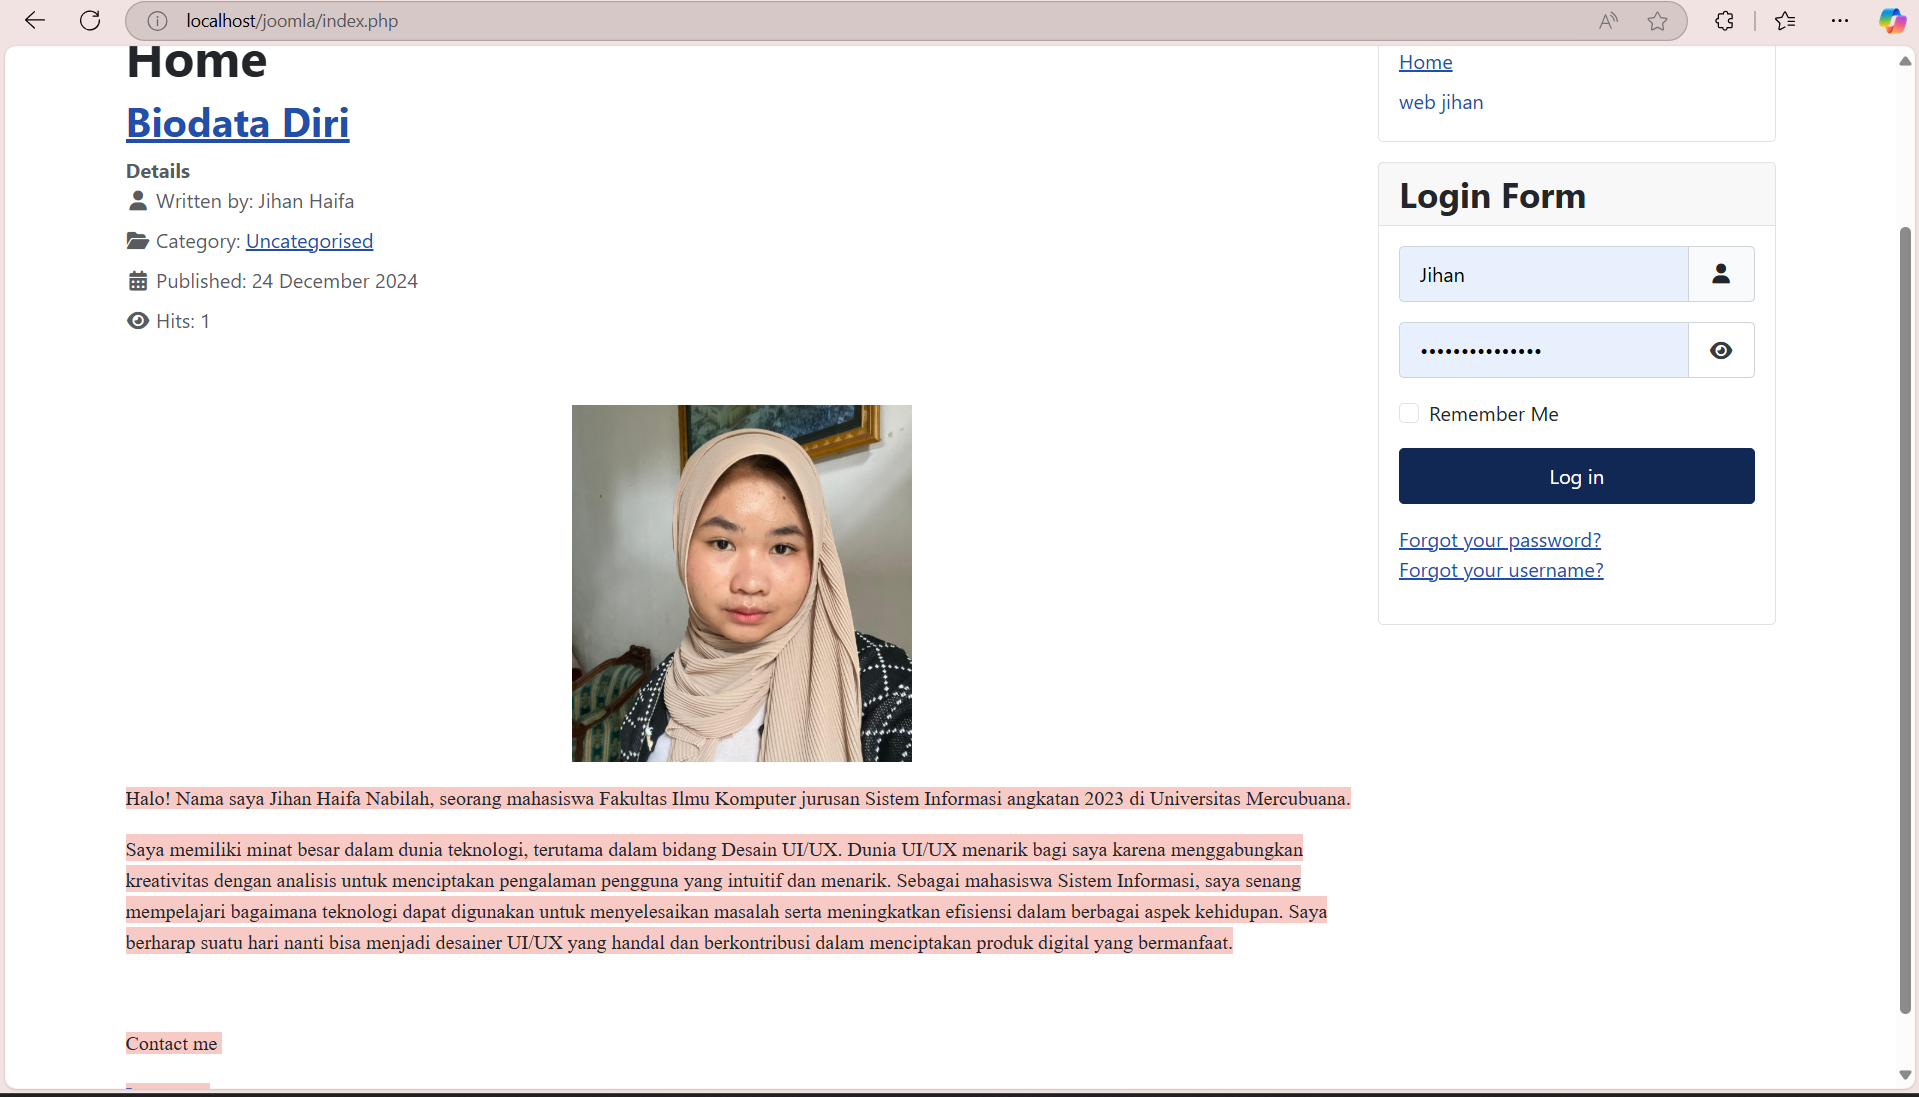 localhost/joomla/index.php
Home
Biodata Diri
Details
Written by: Jihan Haifa
Category: Uncategorised
Published: 24 December 2024
Hits: 1
Halo! Nama saya Jihan Haifa Nabilah, seorang mahasiswa Fakultas Ilmu Komputer jurusan Sistem Informasi angkatan 2023 di Universitas Mercubuana.
Saya memiliki minat besar dalam dunia teknologi, terutama dalam bidang Desain UI/UX. Dunia UI/UX menarik bagi saya karena menggabungkan
kreativitas dengan analisis untuk menciptakan pengalaman pengguna yang intuitif dan menarik. Sebagai mahasiswa Sistem Informasi, saya senang
mempelajari bagaimana teknologi dapat digunakan untuk menyelesaikan masalah serta meningkatkan efisiensi dalam berbagai aspek kehidupan. Saya
berharap suatu hari nanti bisa menjadi desainer UI/UX yang handal dan berkontribusi dalam menciptakan produk digital yang bermanfaat.
Contact me
Home
web jihan
Login Form
Jihan
•••••••••••••••
Remember Me
Log in
Forgot your password?
Forgot your username?